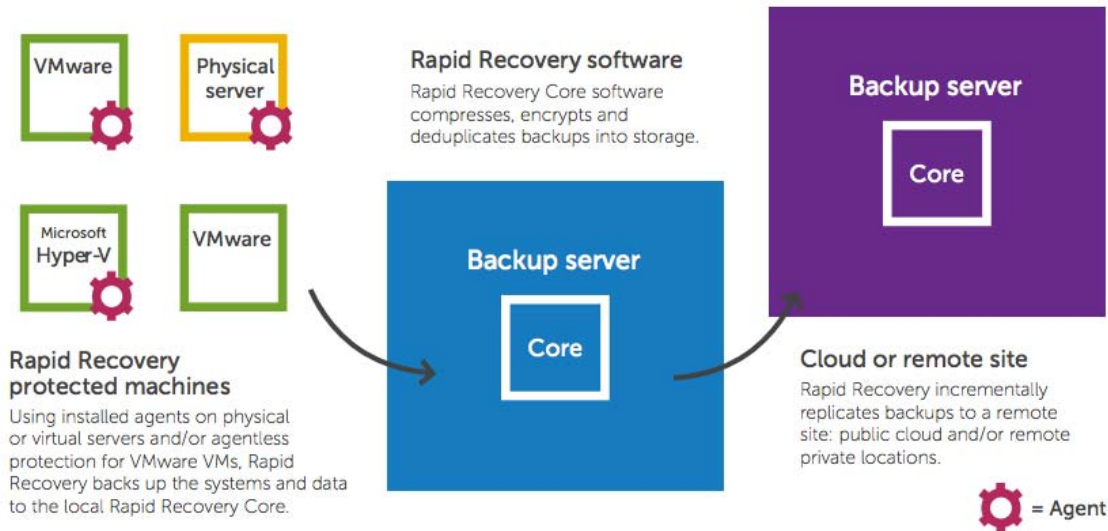 VMware
Physical
server
Microsoft
Hyper-V
VMware
Rapid Recovery
protected machines
Using installed agents on physical
or virtual servers and/or agentless
protection for VMware VMs, Rapid
Recovery backs up the systems and data
to the local Rapid Recovery Core.
Rapid Recovery software
Rapid Recovery Core software
compresses, encrypts and
deduplicates backups into storage.
Backup server
Core
Backup server
Core
Cloud or remote site
Rapid Recovery incrementally
replicates backups to a remote
site: public cloud and/or remote
private locations.
= Agent